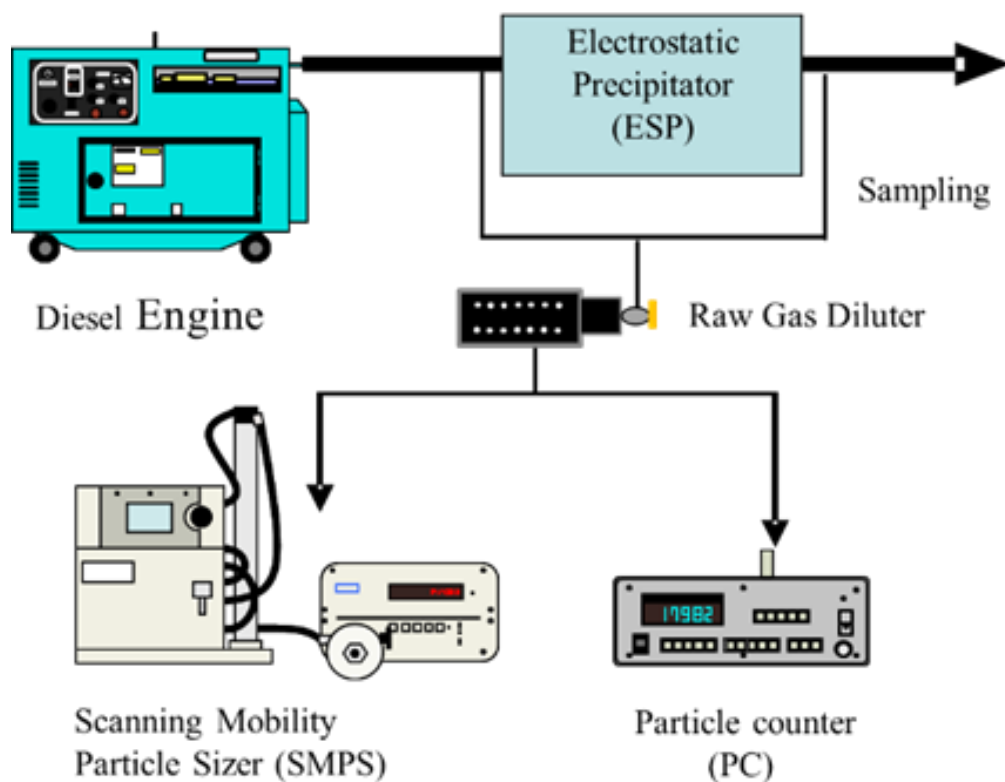 Electrostatic
Precipitator
(ESP)
Sampling
Diesel Engine
Raw Gas Diluter
17982
Scanning Mobility
Particle Sizer (SMPS)
Particle counter
(PC)